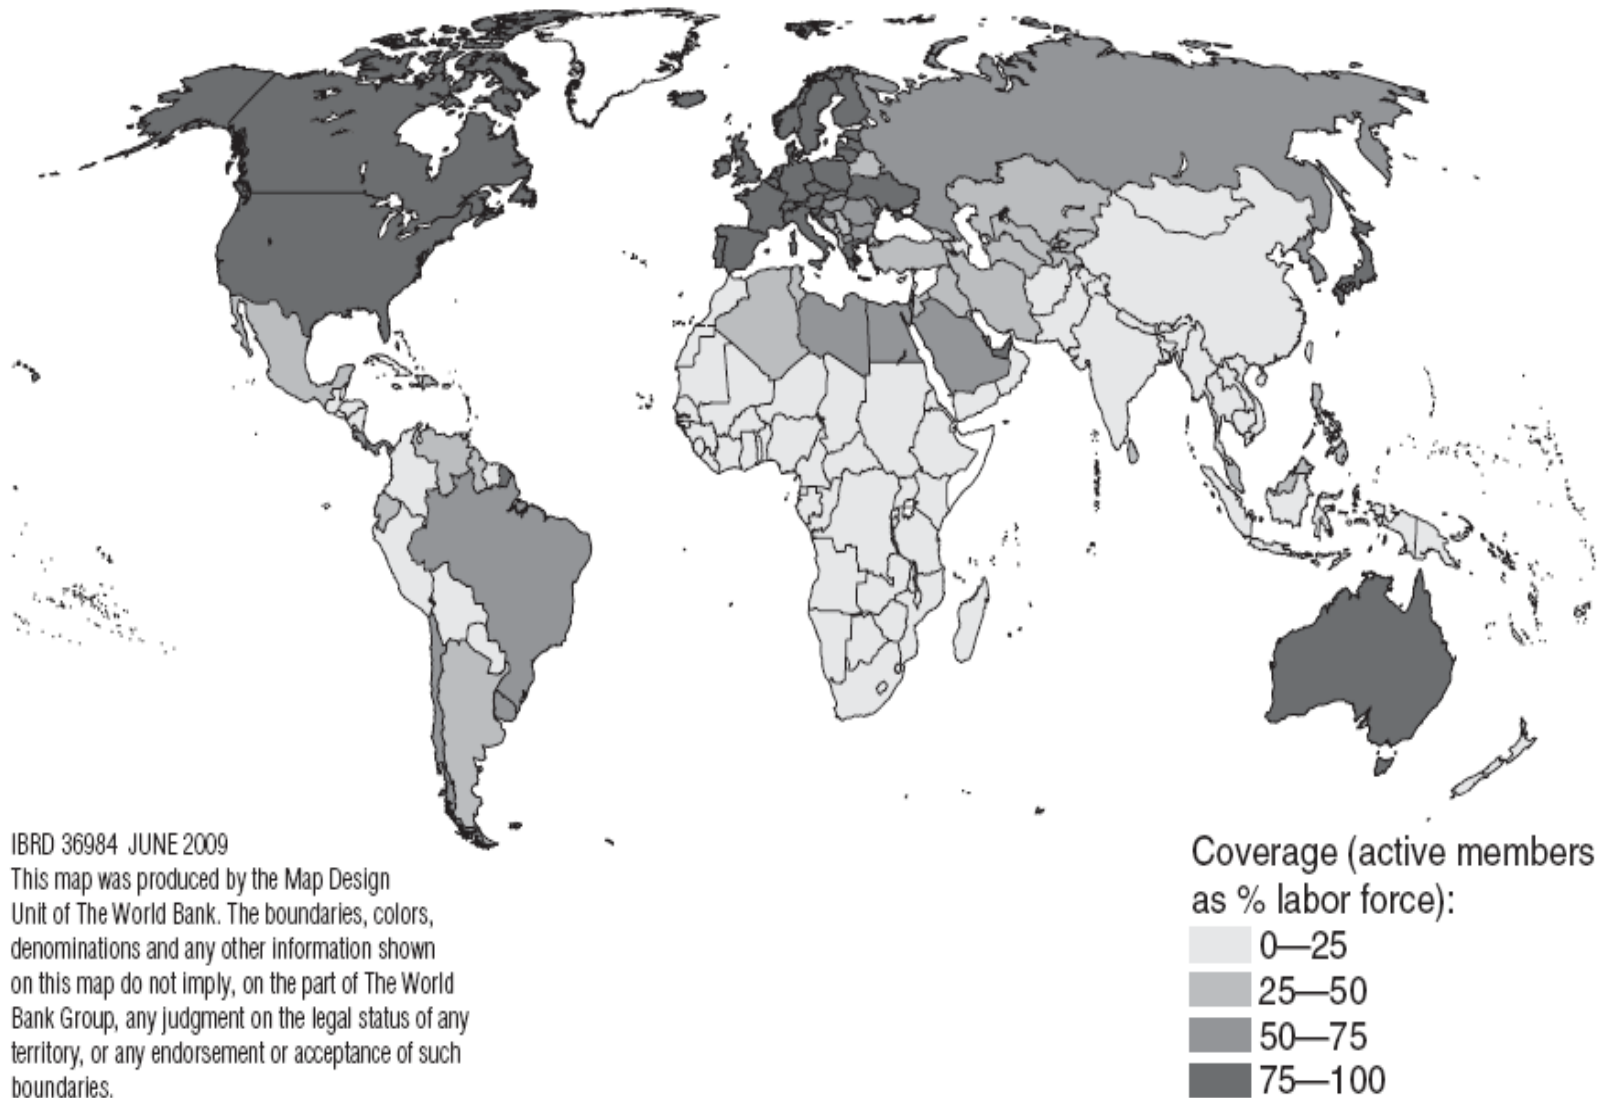 IBRD 36984 JUNE 2009
This map was produced by the Map Design
Unit of The World Bank. The boundaries, colors,
denominations and any other information shown
on this map do not imply, on the part of The World
Bank Group, any judgment on the legal status of any
territory, or any endorsement or acceptance of such
boundaries.
Coverage (active members
as % labor force):
0—25
25—50
50—75
75—100